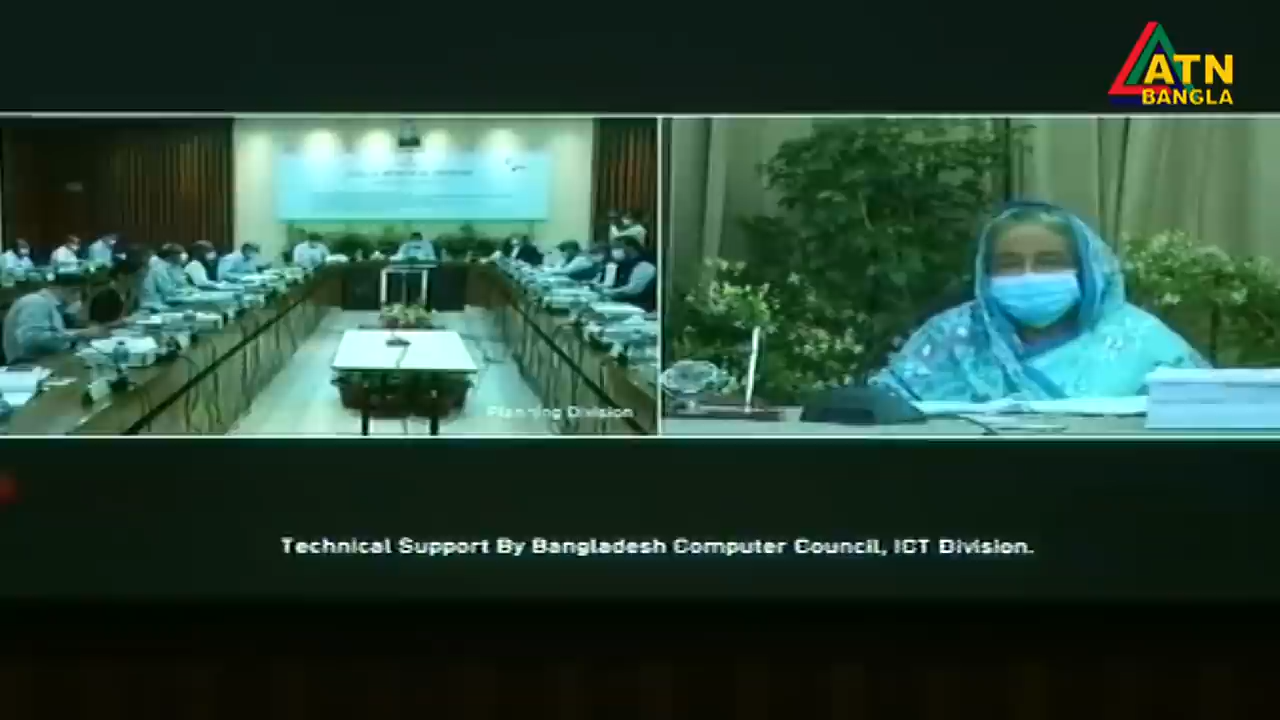 ATN
BANGLA
Planning Division
Technical Support By Bangladesh Computer Council, ICT Division.